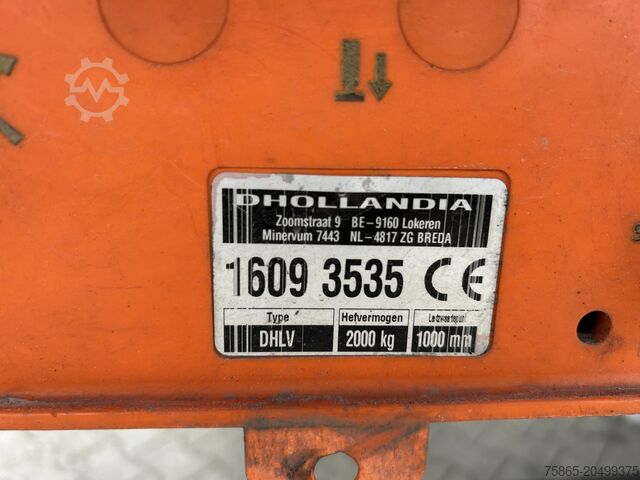 DHOLLANDIA
Zoomstraat 9 BE-9160 Lokeren
Minervum 7443 NL-4817 ZG BREDA
1609 3535 CE
Type Hefvermogen
DHLV 2000 kg 1000 mm
75865-20499375